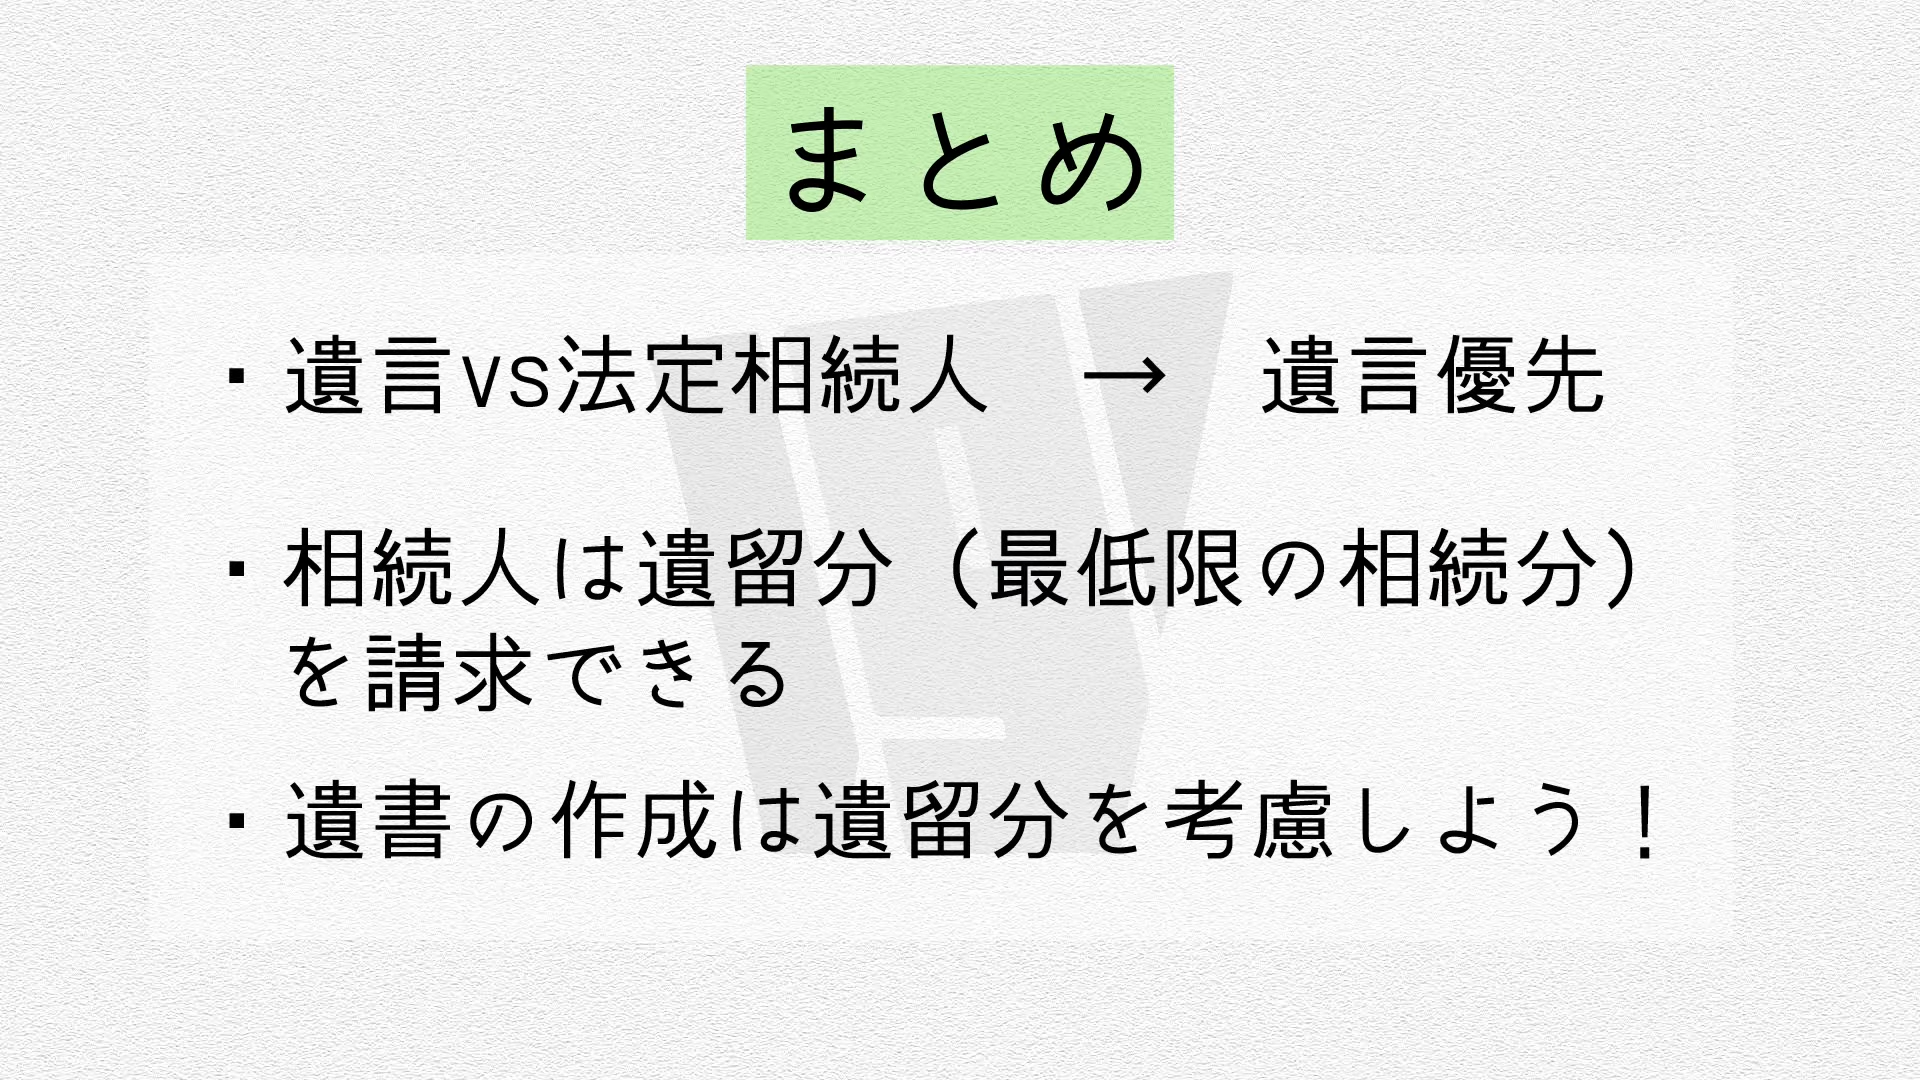 まとめ
・遺言vs法定相続人　→　遺言優先
・相続人は遺留分（最低限の相続分）
を請求できる
・遺書の作成は遺留分を考慮しよう！